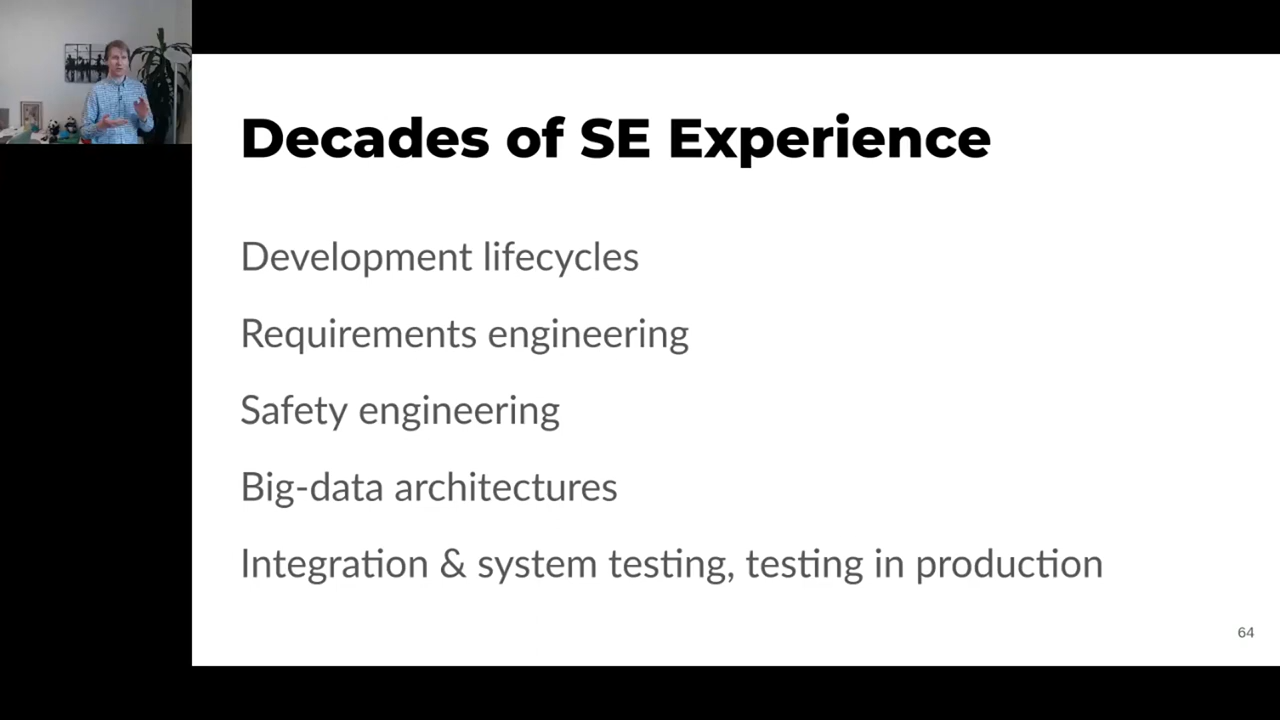 Decades of SE Experience
Development lifecycles
Requirements engineering
Safety engineering
Big-data architectures
Integration & system testing, testing in production
64